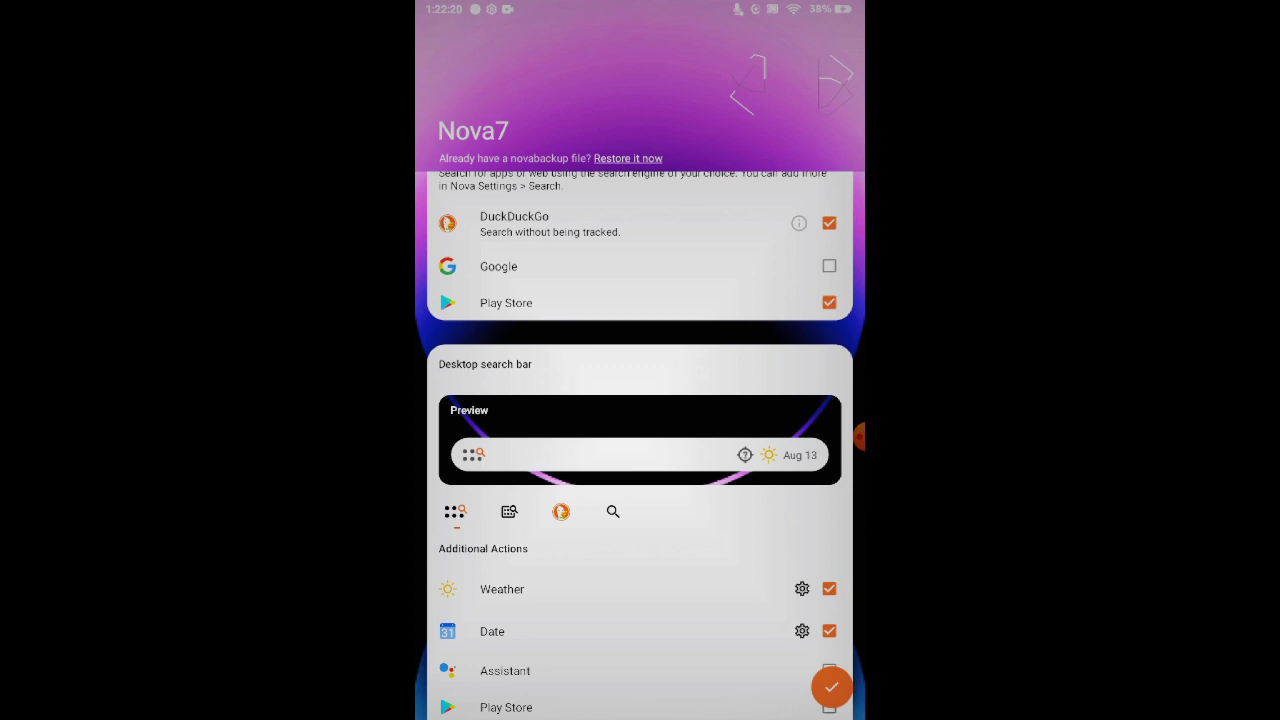 1:22:20
38%
Nova7
Already have a novabackup file? Restore it now
Search for apps or web using the search engine of your choice. You can add more
in Nova Settings > Search.
DuckDuckGo
Search without being tracked.
Google
Play Store
Desktop search bar
Preview
Aug 13
Additional Actions
Weather
31 Date
Assistant
Play Store